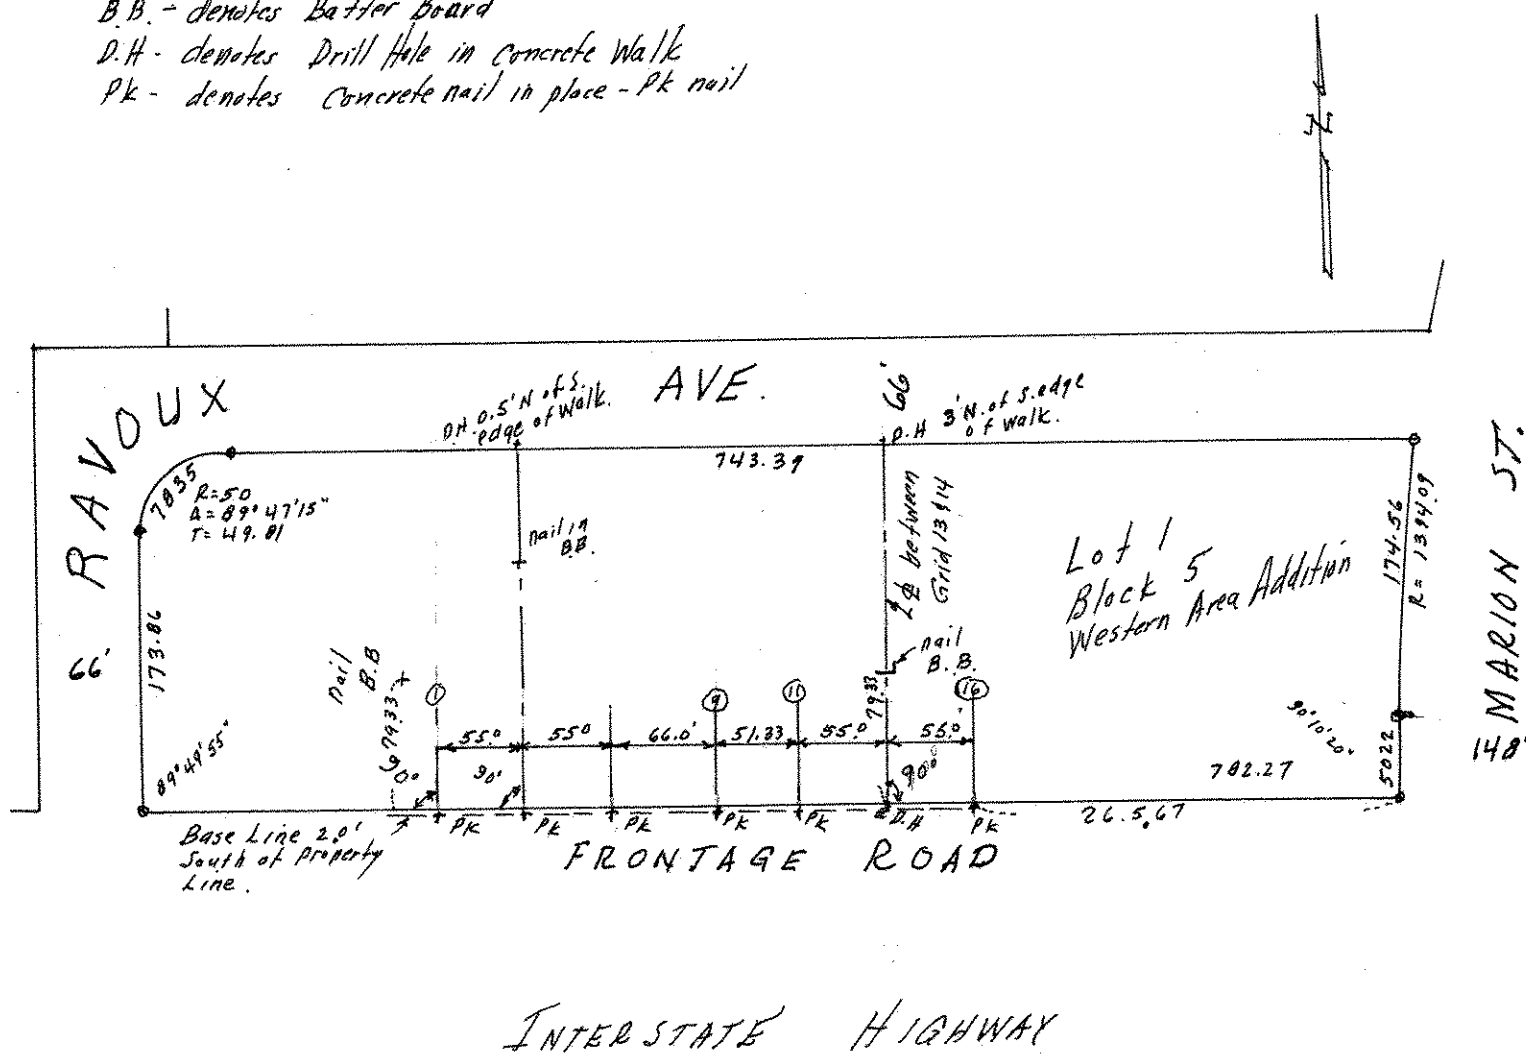 B.B. - denotes Batter Board
D.H - denotes Drill Hole in Concrete Walk
PK - denotes Concrete nail in place - PK nail
N
RAVOUX AVE.
66'
D.H. 0.5' N of S.
edge of Walk.
D.H 3' N. of S. edge
of Walk.
743.39
78.35
R=50
Δ=89°47'15"
T=49.81
nail in
B.B.
between
Grid 13 & 14
Lot 1
Block 5
Western Area Addition
174.56
R= 1394.09
MARION ST.
148'
66'
173.86
nail
B.B
79.33
nail
B.B.
79.33
1
9
11
16
55.0
55.0
66.0'
51.33
55.0
55.0'
90°
90°
90°
89°49'55"
90°10'20"
50.22
782.27
265.67
PK
PK
PK
PK
PK
D.H
PK
Base Line 2.0'
South of Property
Line.
FRONTAGE ROAD
INTERSTATE HIGHWAY